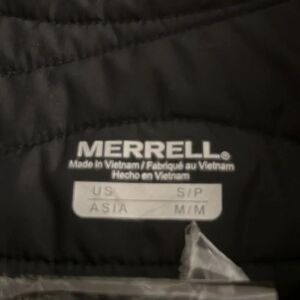 MERRELL®
Made in Vietnam / Fabriqué au Vietnam
Hecho en Vietnam
US S/P
ASIA M/M